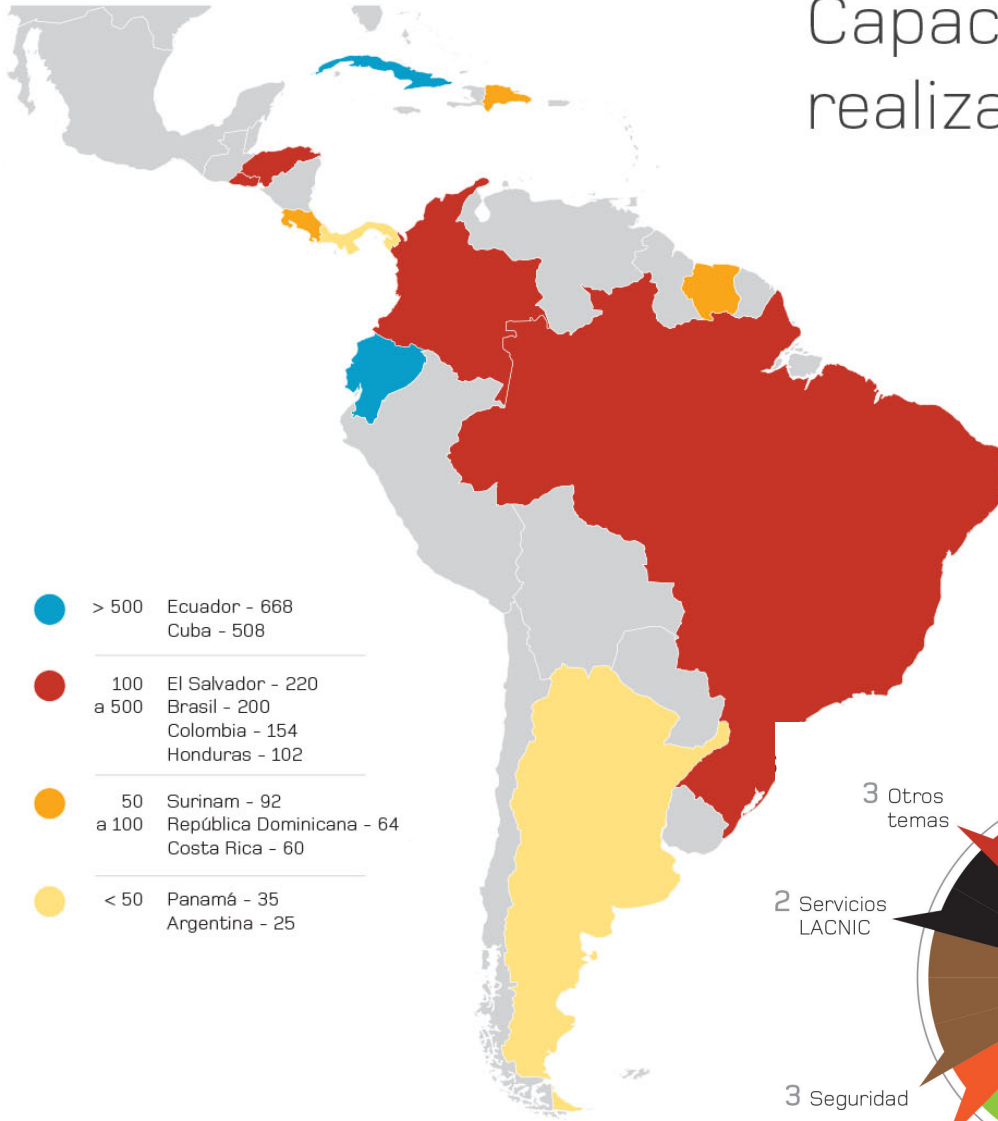 Capac
realiza
> 500 Ecuador - 668
Cuba - 508
100 El Salvador - 220
a 500 Brasil - 200
Colombia - 154
Honduras - 102
50 Surinam - 92
a 100 República Dominicana - 64
Costa Rica - 60
< 50 Panamá - 35
Argentina - 25
3 Otros
temas
2 Servicios
LACNIC
3 Seguridad